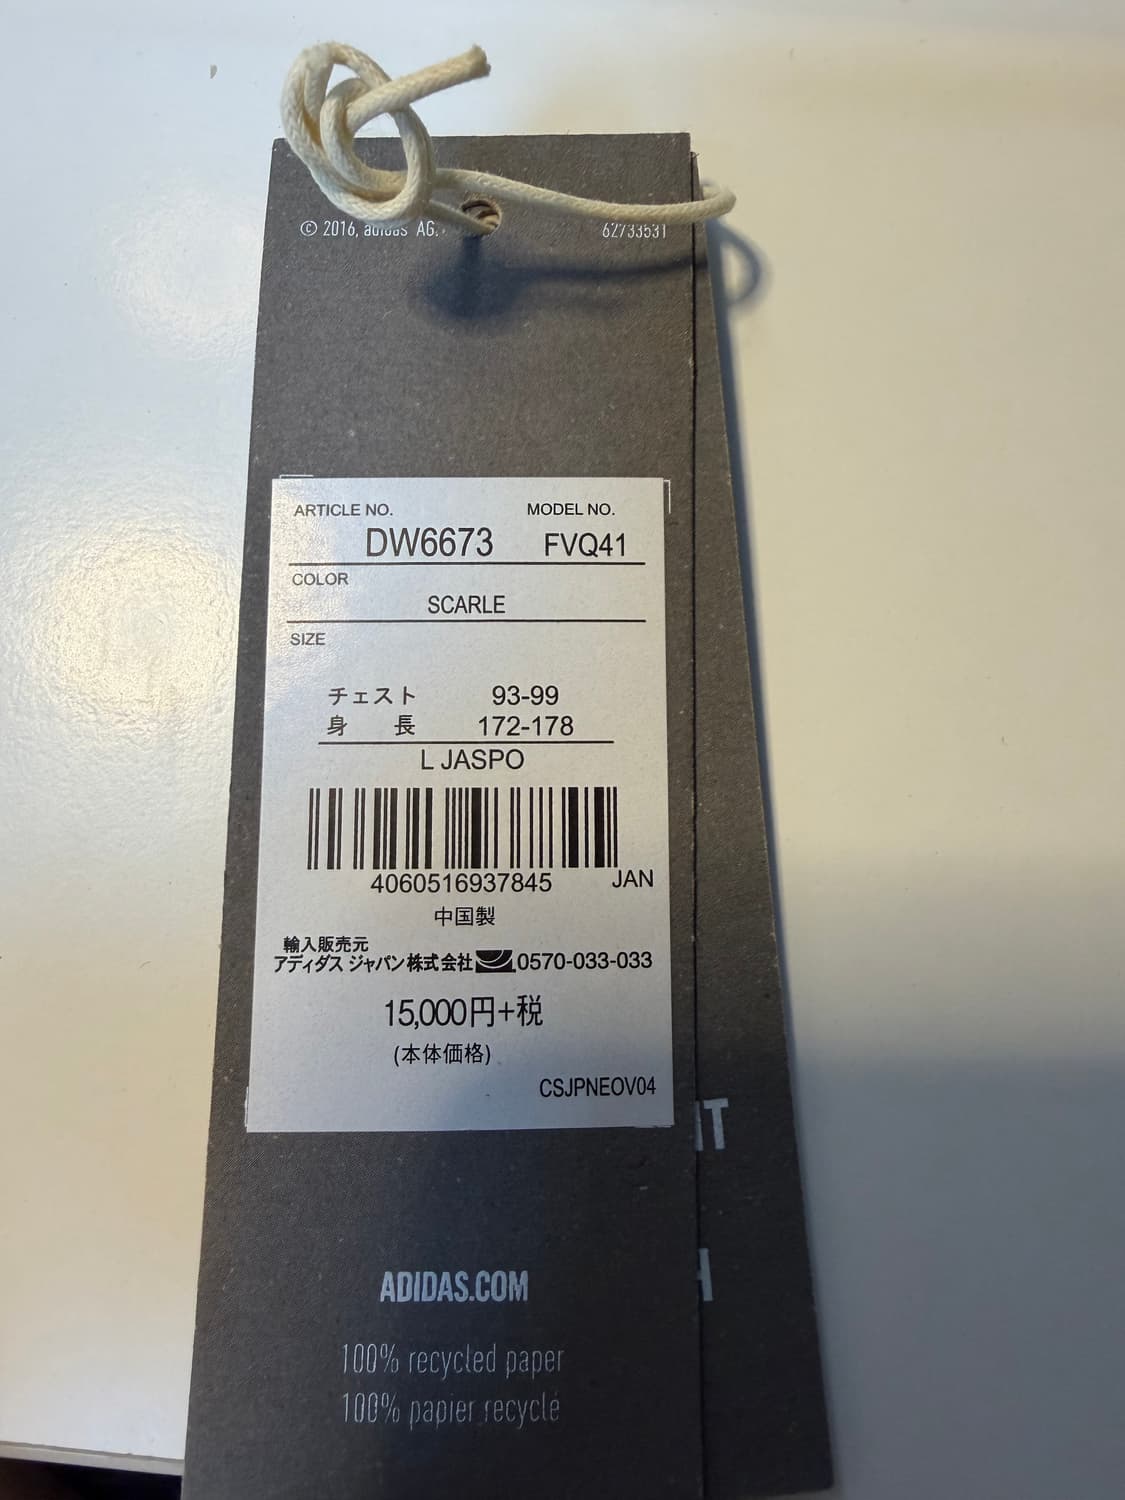 © 2016, adidas AG.
62733531
ARTICLE NO. MODEL NO.
DW6673 FVQ41
COLOR
SCARLE
SIZE
チェスト 93-99
身 長 172-178
L JASPO
4060516937845 JAN
中国製
輸入販売元
アディダス ジャパン株式会社 0570-033-033
15,000円+税
(本体価格)
CSJPNEOV04
ADIDAS.COM
100% recycled paper
100% papier recyclé